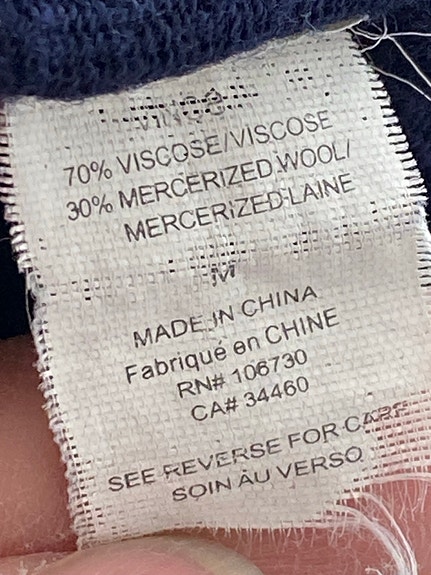 VINCE.
70% VISCOSE/VISCOSE
30% MERCERIZED WOOL/
MERCERIZED LAINE
M
MADE IN CHINA
Fabriqué en CHINE
RN# 106730
CA# 34460
SEE REVERSE FOR CARE
SOIN AU VERSO